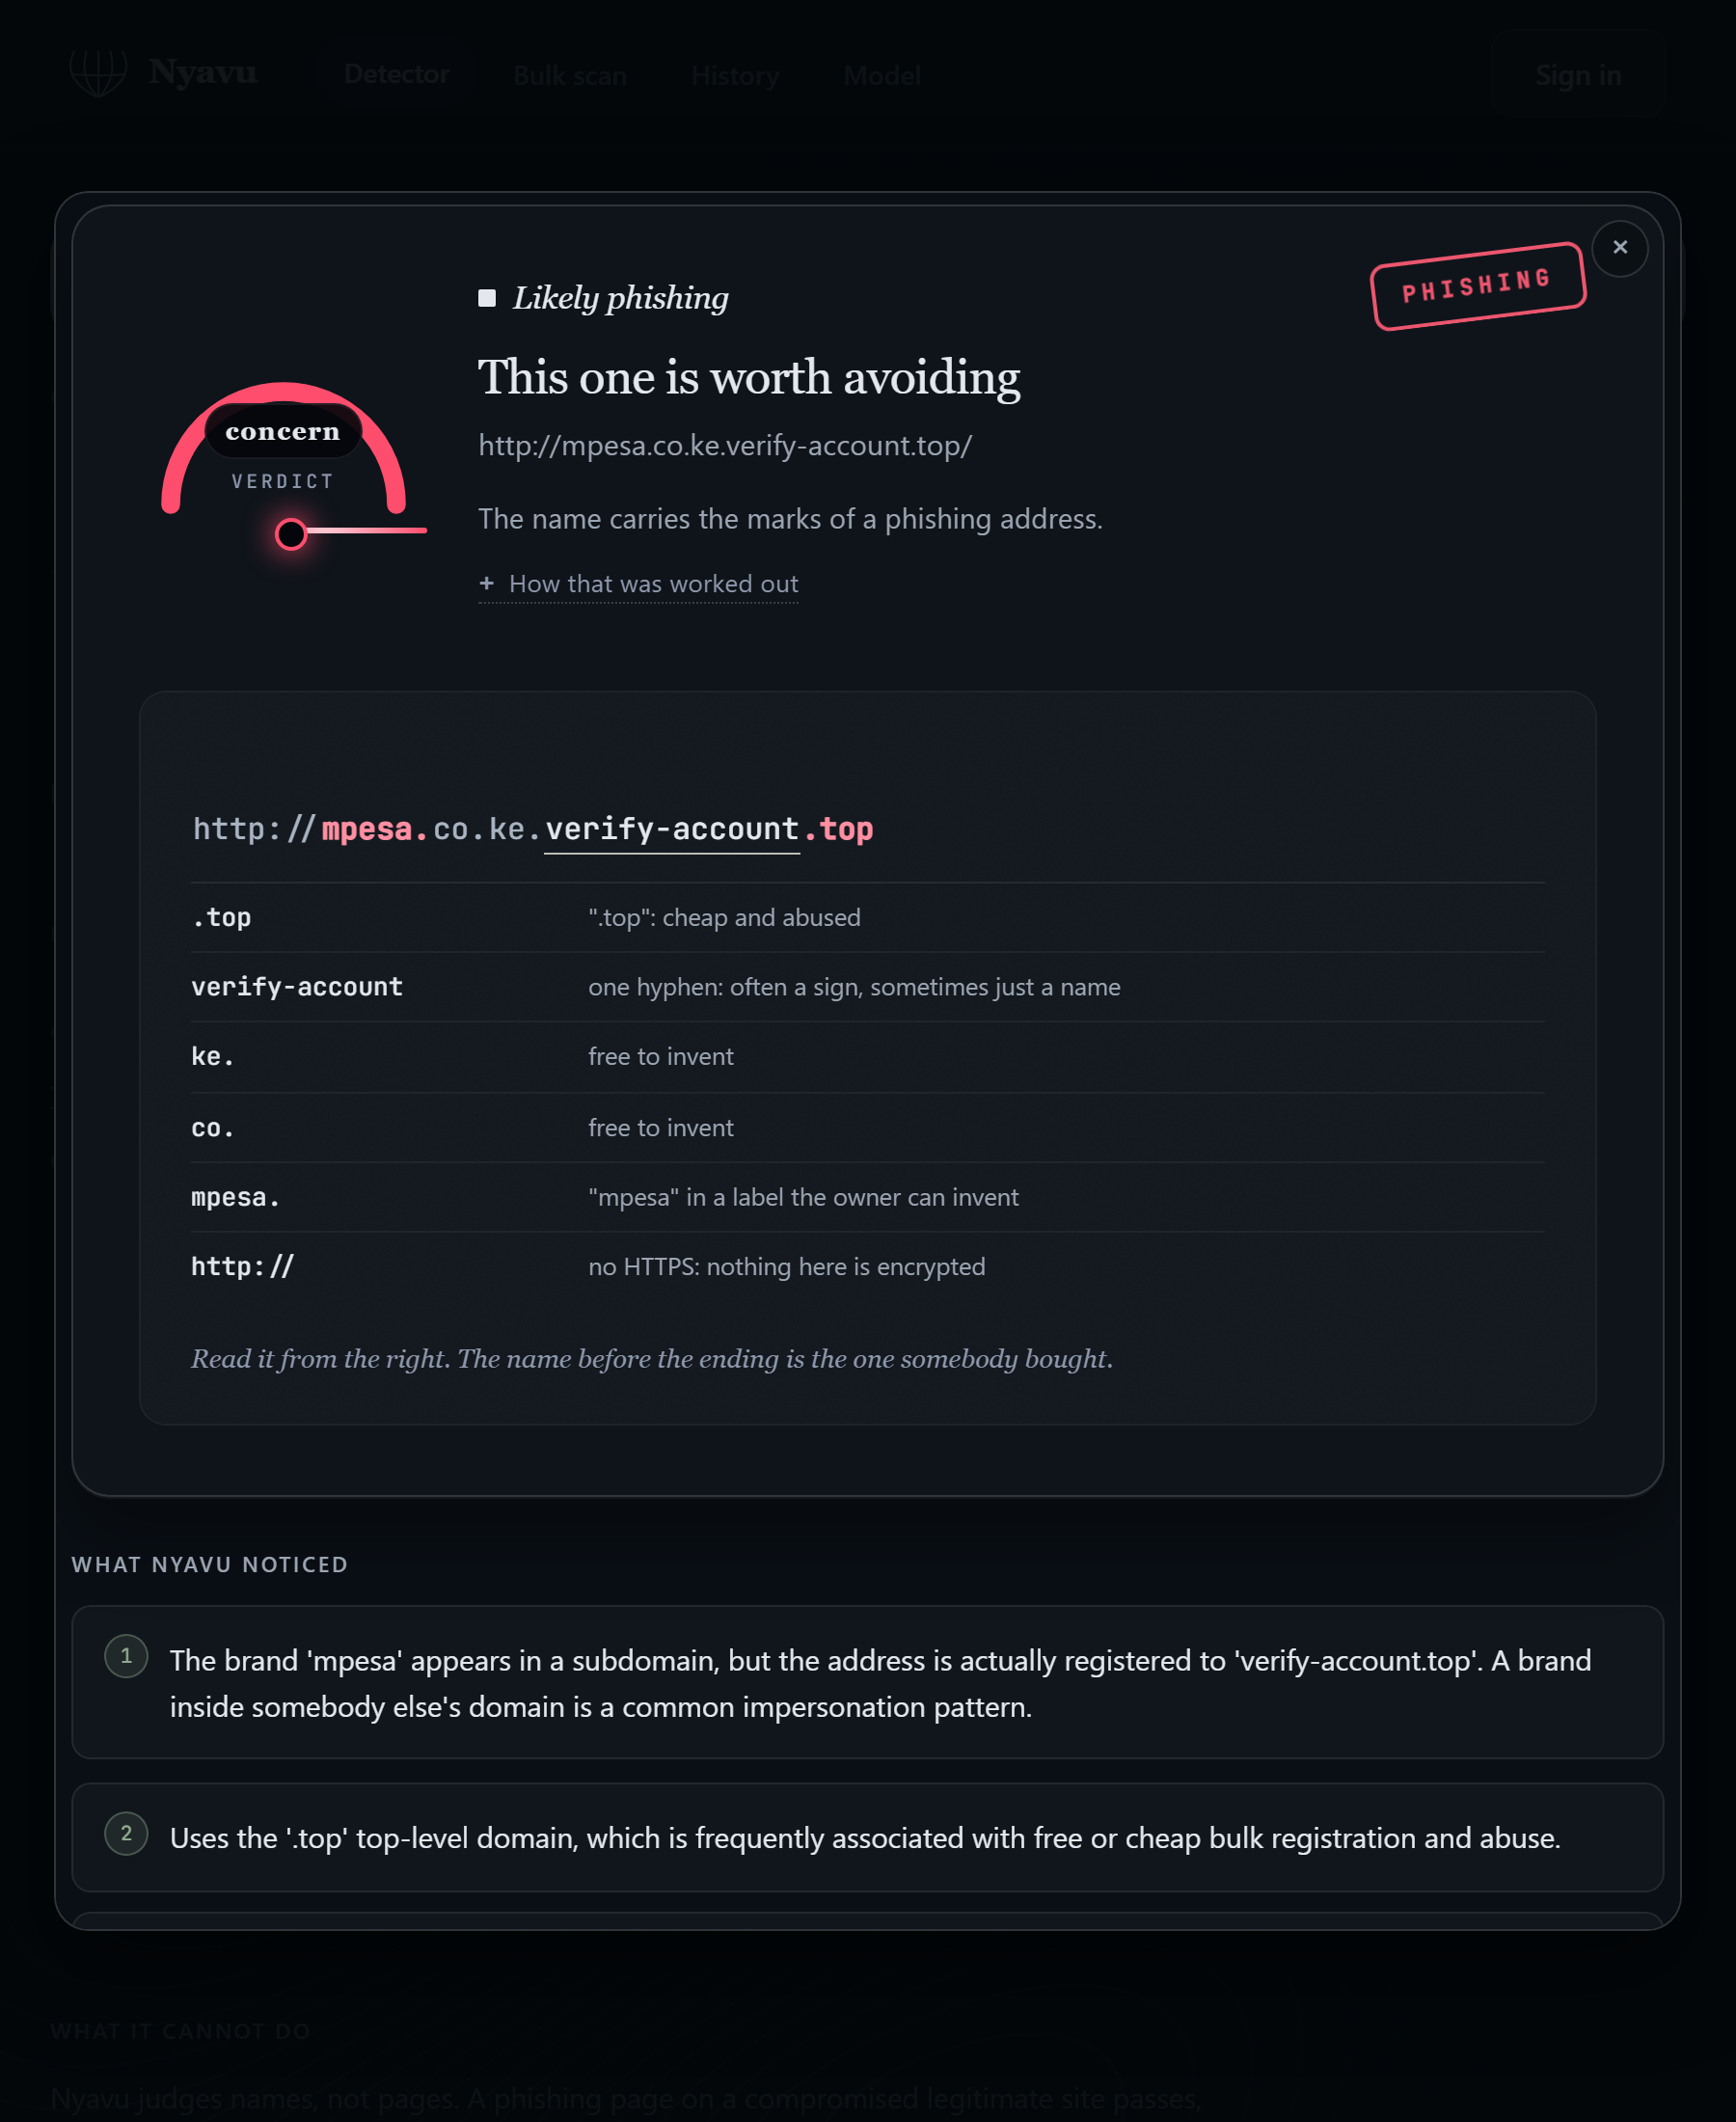 Nyavu
Detector
Bulk scan
History
Model
Sign in
PHISHING
Likely phishing
This one is worth avoiding
concern
VERDICT
http://mpesa.co.ke.verify-account.top/
The name carries the marks of a phishing address.
+ How that was worked out
http://mpesa.co.ke.verify-account.top
.top ".top": cheap and abused
verify-account one hyphen: often a sign, sometimes just a name
ke. free to invent
co. free to invent
mpesa. "mpesa" in a label the owner can invent
http:// no HTTPS: nothing here is encrypted
Read it from the right. The name before the ending is the one somebody bought.
WHAT NYAVU NOTICED
1 The brand 'mpesa' appears in a subdomain, but the address is actually registered to 'verify-account.top'. A brand
inside somebody else's domain is a common impersonation pattern.
2 Uses the '.top' top-level domain, which is frequently associated with free or cheap bulk registration and abuse.
WHAT IT CANNOT DO
Nyavu judges names, not pages. A phishing page on a compromised legitimate site passes,